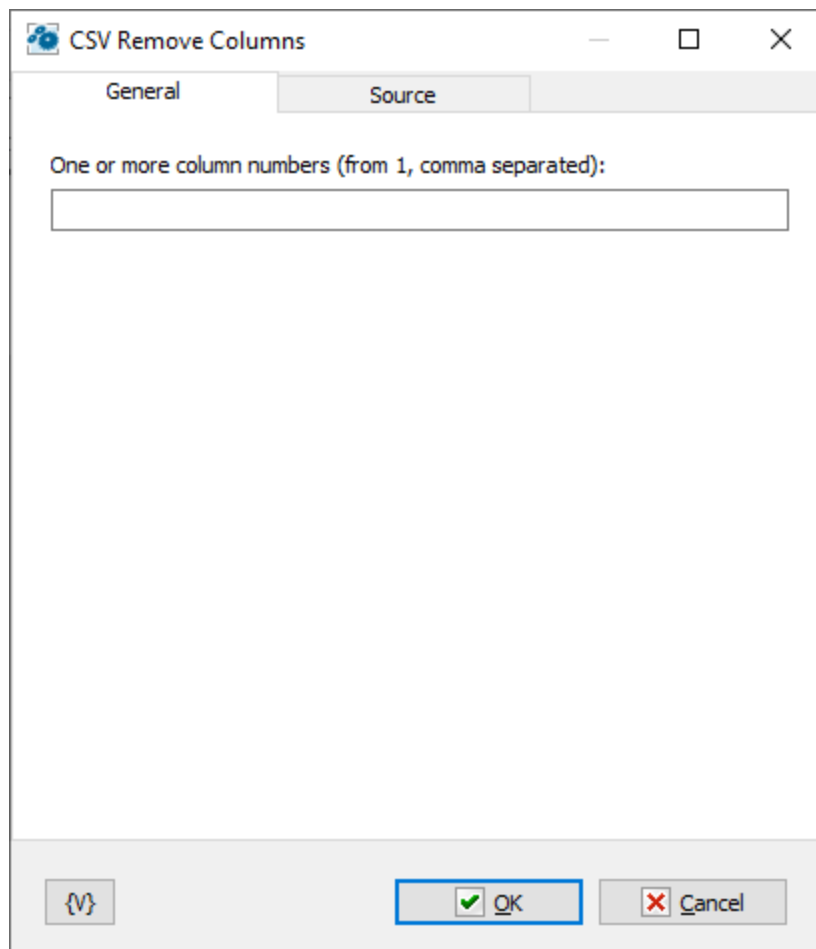 CSV Remove Columns
General
Source
One or more column numbers (from 1, comma separated):
{V}
OK
Cancel